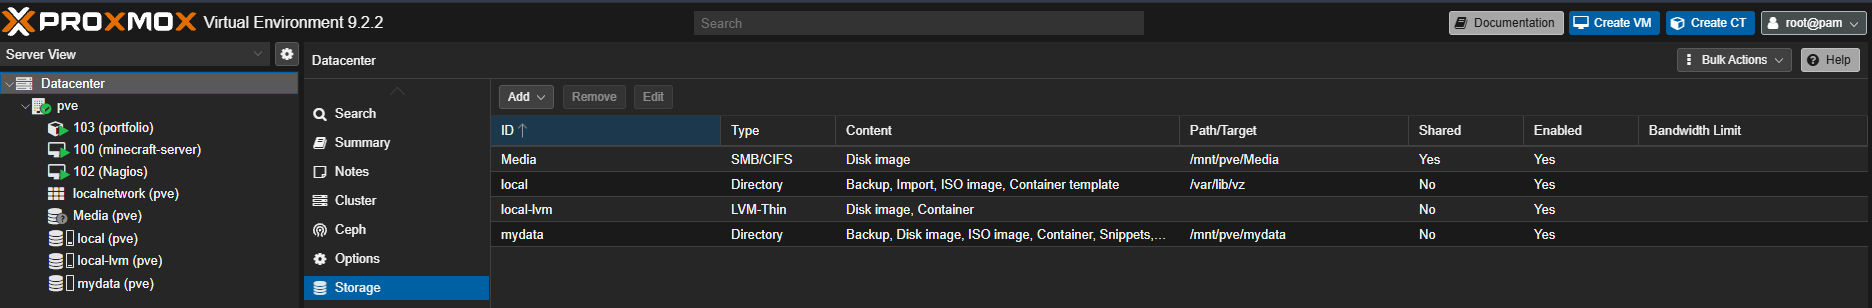 PROXMOX Virtual Environment 9.2.2 Search Documentation Create VM Create CT root@pam
Server View
Datacenter
pve
103 (portfolio)
100 (minecraft-server)
102 (Nagios)
localnetwork (pve)
Media (pve)
local (pve)
local-lvm (pve)
mydata (pve)
Datacenter Bulk Actions Help
Search
Summary
Notes
Cluster
Ceph
Options
Storage
Add Remove Edit
ID Type Content Path/Target Shared Enabled Bandwidth Limit
Media SMB/CIFS Disk image /mnt/pve/Media Yes Yes
local Directory Backup, Import, ISO image, Container template /var/lib/vz No Yes
local-lvm LVM-Thin Disk image, Container No Yes
mydata Directory Backup, Disk image, ISO image, Container, Snippets,... /mnt/pve/mydata No Yes